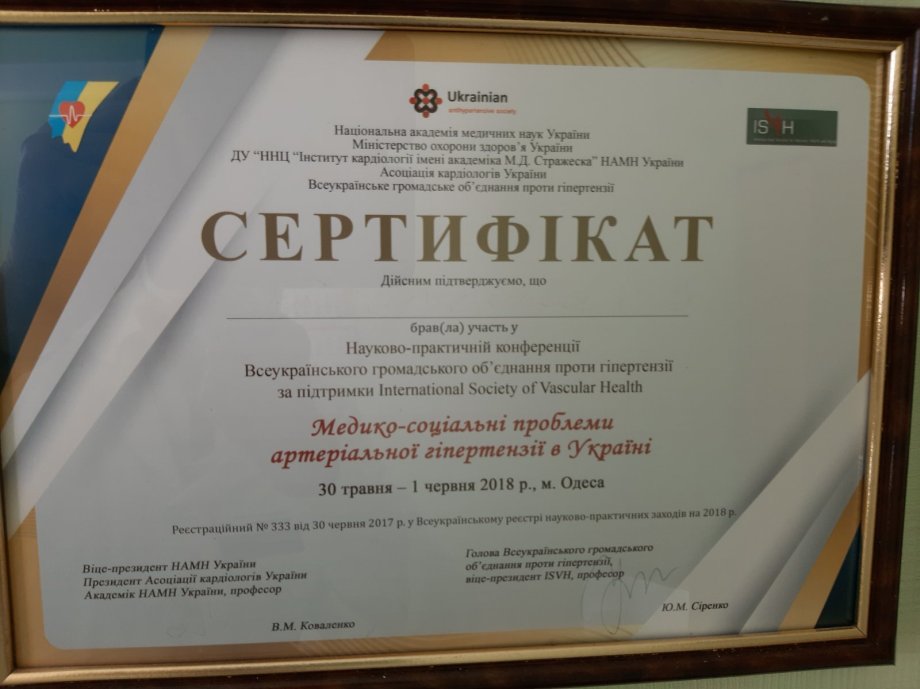 Ukrainian
antihypertensive society
ISVH
Національна академія медичних наук України
Міністерство охорони здоров'я України
ДУ “ННЦ “Інститут кардіології імені академіка М.Д. Стражеска” НАМН України
Асоціація кардіологів України
Всеукраїнське громадське об'єднання проти гіпертензії
СЕРТИФІКАТ
Дійсним підтверджуємо, що
брав(ла) участь у
Науково-практичній конференції
Всеукраїнського громадського об'єднання проти гіпертензії
за підтримки International Society of Vascular Health
Медико-соціальні проблеми
артеріальної гіпертензії в Україні
30 травня – 1 червня 2018 р., м. Одеса
Реєстраційний № 333 від 30 червня 2017 р. у Всеукраїнському реєстрі науково-практичних заходів на 2018 р.
Віце-президент НАМН України
Президент Асоціації кардіологів України
Академік НАМН України, професор
В.М. Коваленко
Голова Всеукраїнського громадського
об'єднання проти гіпертензії,
віце-президент ISVH, професор
Ю.М. Сіренко